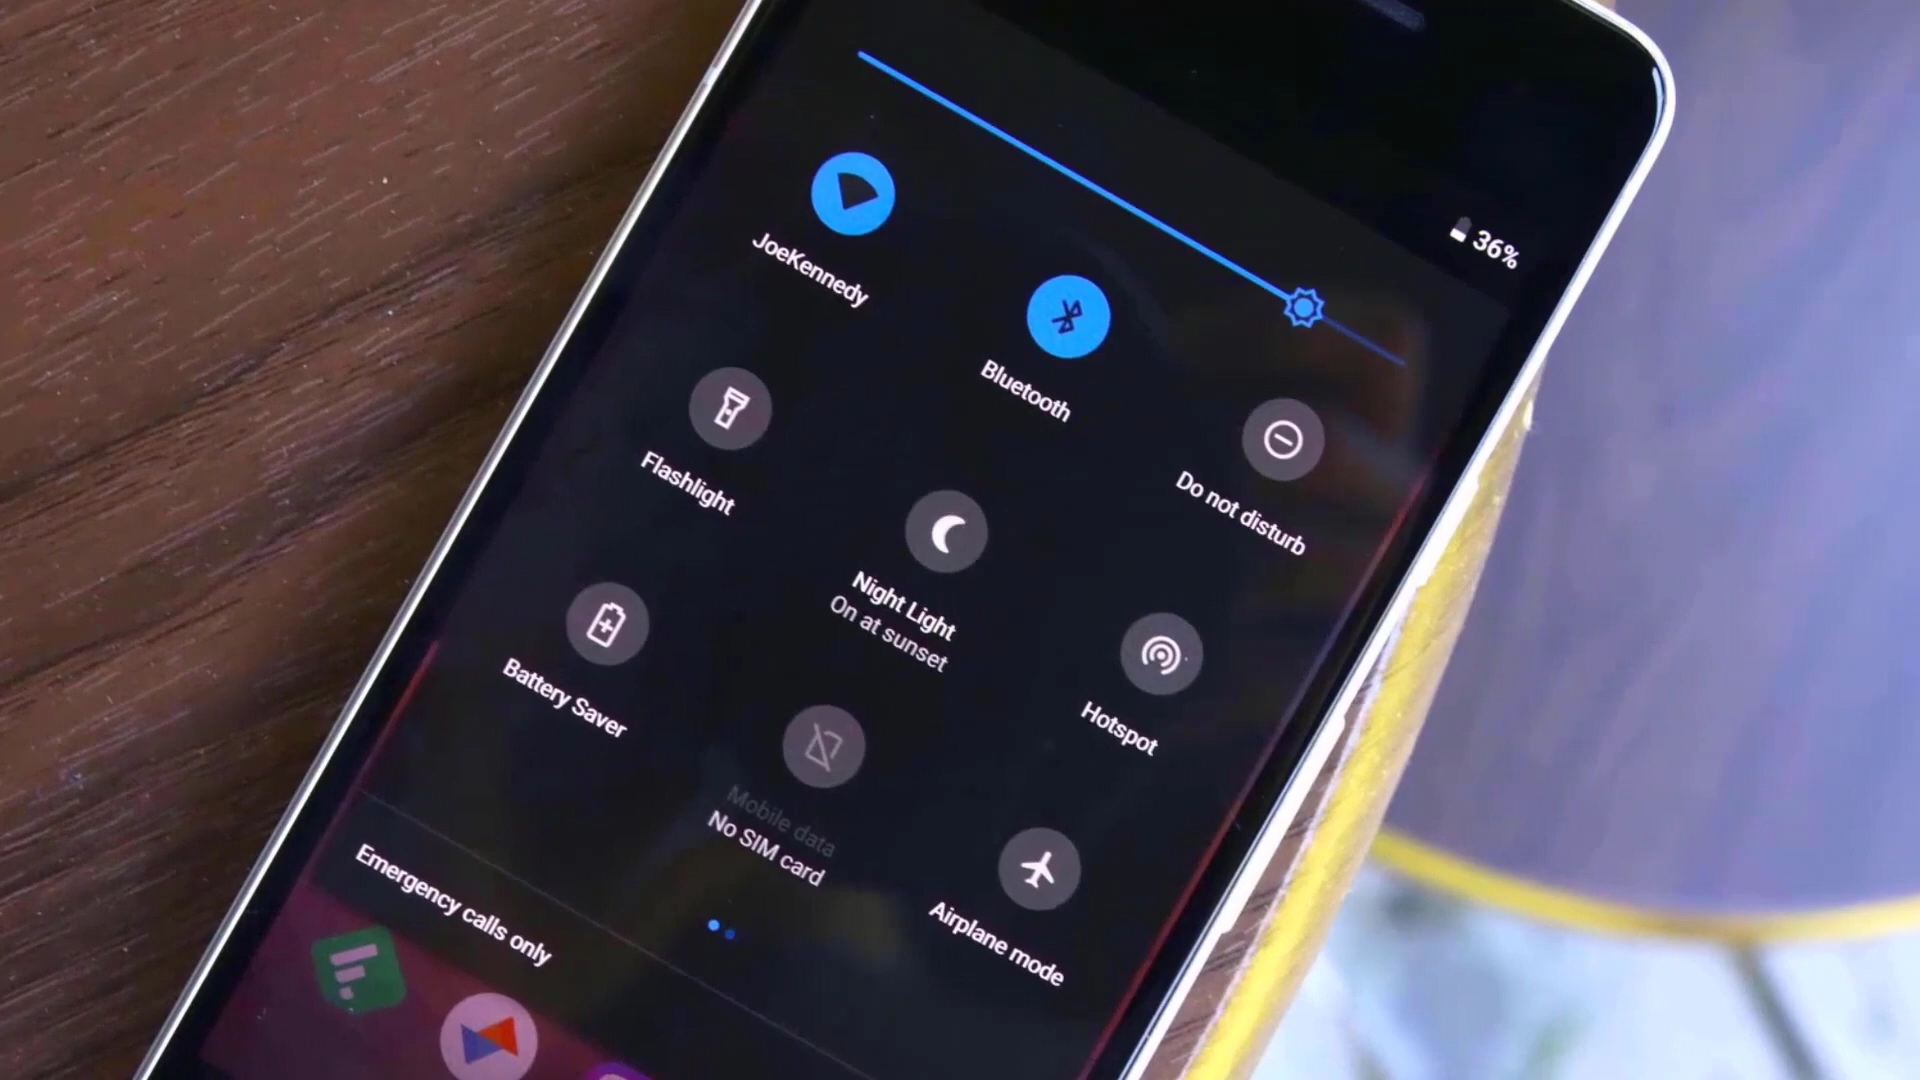 36%
JoeKennedy
Bluetooth
Do not disturb
Flashlight
Night Light
On at sunset
Hotspot
Battery Saver
Mobile data
No SIM card
Airplane mode
Emergency calls only